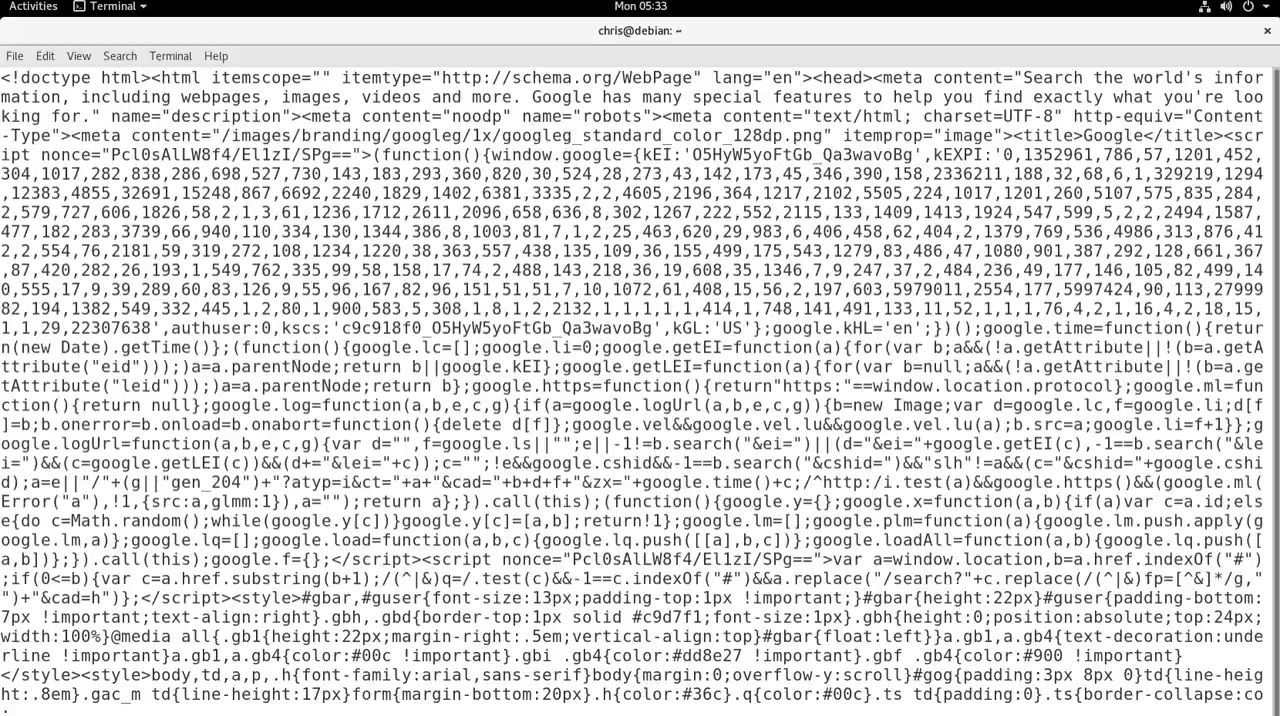 Activities Terminal Mon 05:33
chris@debian: ~ ×
File Edit View Search Terminal Help
<!doctype html><html itemscope="" itemtype="http://schema.org/WebPage" lang="en"><head><meta content="Search the world's infor
mation, including webpages, images, videos and more. Google has many special features to help you find exactly what you're loo
king for." name="description"><meta content="noodp" name="robots"><meta content="text/html; charset=UTF-8" http-equiv="Content
-Type"><meta content="/images/branding/googleg/1x/googleg_standard_color_128dp.png" itemprop="image"><title>Google</title><scr
ipt nonce="Pcl0sAlLW8f4/El1zI/SPg==">(function(){window.google={kEI:'O5HyW5yoFtGb_Qa3wavoBg',kEXPI:'0,1352961,786,57,1201,452,
304,1017,282,838,286,698,527,730,143,183,293,360,820,30,524,28,273,43,142,173,45,346,390,158,2336211,188,32,68,6,1,329219,1294
,12383,4855,32691,15248,867,6692,2240,1829,1402,6381,3335,2,2,4605,2196,364,1217,2102,5505,224,1017,1201,260,5107,575,835,284,
2,579,727,606,1826,58,2,1,3,61,1236,1712,2611,2096,658,636,8,302,1267,222,552,2115,133,1409,1413,1924,547,599,5,2,2,2494,1587,
477,182,283,3739,66,940,110,334,130,1344,386,8,1003,81,7,1,2,25,463,620,29,983,6,406,458,62,404,2,1379,769,536,4986,313,876,41
2,2,554,76,2181,59,319,272,108,1234,1220,38,363,557,438,135,109,36,155,499,175,543,1279,83,486,47,1080,901,387,292,128,661,367
,87,420,282,26,193,1,549,762,335,99,58,158,17,74,2,488,143,218,36,19,608,35,1346,7,9,247,37,2,484,236,49,177,146,105,82,499,14
0,555,17,9,39,289,60,83,126,9,55,96,167,82,96,151,51,51,7,10,1072,61,408,15,56,2,197,603,5979011,2554,177,5997424,90,113,27999
82,194,1382,549,332,445,1,2,80,1,900,583,5,308,1,8,1,2,2132,1,1,1,1,414,1,748,141,491,133,11,52,1,1,1,76,4,2,1,16,4,2,18,15,
1,1,29,22307638',authuser:0,kscs:'c9c918f0_O5HyW5yoFtGb_Qa3wavoBg',kGL:'US'};google.kHL='en';})();google.time=function(){retur
n(new Date).getTime()};(function(){google.lc=[];google.li=0;google.getEI=function(a){for(var b;a&&(!a.getAttribute||!(b=a.getA
ttribute("eid")));)a=a.parentNode;return b||google.kEI};google.getLEI=function(a){for(var b=null;a&&(!a.getAttribute||!(b=a.ge
tAttribute("leid")));)a=a.parentNode;return b};google.https=function(){return"https:"==window.location.protocol};google.ml=fun
ction(){return null};google.log=function(a,b,e,c,g){if(a=google.logUrl(a,b,e,c,g)){b=new Image;var d=google.lc,f=google.li;d[f
]=b;b.onerror=b.onload=b.onabort=function(){delete d[f]};google.vel&&google.vel.lu&&google.vel.lu(a);b.src=a;google.li=f+1}};g
oogle.logUrl=function(a,b,e,c,g){var d="",f=google.ls||"";e||-1!=b.search("&ei=")||(d="&ei="+google.getEI(c),-1==b.search("&le
i=")&&(c=google.getLEI(c))&&(d+="&lei="+c));c="";!e&&google.cshid&&-1==b.search("&cshid=")&&"slh"!=a&&(c="&cshid="+google.cshi
d);a=e||"/"+(g||"gen_204")+"?atyp=i&ct="+a+"&cad="+b+d+f+"&zx="+google.time()+c;/^http:/i.test(a)&&google.https()&&(google.ml(
Error("a"),!1,{src:a,glmm:1}),a="");return a};}).call(this);(function(){google.y={};google.x=function(a,b){if(a)var c=a.id;els
e{do c=Math.random();while(google.y[c])}google.y[c]=[a,b];return!1};google.lm=[];google.plm=function(a){google.lm.push.apply(g
oogle.lm,a)};google.lq=[];google.load=function(a,b,c){google.lq.push([[a],b,c])};google.loadAll=function(a,b){google.lq.push([
a,b])};}).call(this);google.f={};</script><script nonce="Pcl0sAlLW8f4/El1zI/SPg==">var a=window.location,b=a.href.indexOf("#")
;if(0<=b){var c=a.href.substring(b+1);/(^|&)q=/.test(c)&&-1==c.indexOf("#")&&a.replace("/search?"+c.replace(/(^|&)fp=[^&]*/g,"
")+"&cad=h")};</script><style>#gbar,#guser{font-size:13px;padding-top:1px !important;}#gbar{height:22px}#guser{padding-bottom:
7px !important;text-align:right}.gbh,.gbd{border-top:1px solid #c9d7f1;font-size:1px}.gbh{height:0;position:absolute;top:24px;
width:100%}@media all{.gb1{height:22px;margin-right:.5em;vertical-align:top}#gbar{float:left}}a.gb1,a.gb4{text-decoration:unde
rline !important}a.gb1,a.gb4{color:#00c !important}.gbi .gb4{color:#dd8e27 !important}.gbf .gb4{color:#900 !important}
</style><style>body,td,a,p,.h{font-family:arial,sans-serif}body{margin:0;overflow-y:scroll}#gog{padding:3px 8px 0}td{line-heig
ht:.8em}.gac_m td{line-height:17px}form{margin-bottom:20px}.h{color:#36c}.q{color:#00c}.ts td{padding:0}.ts{border-collapse:co